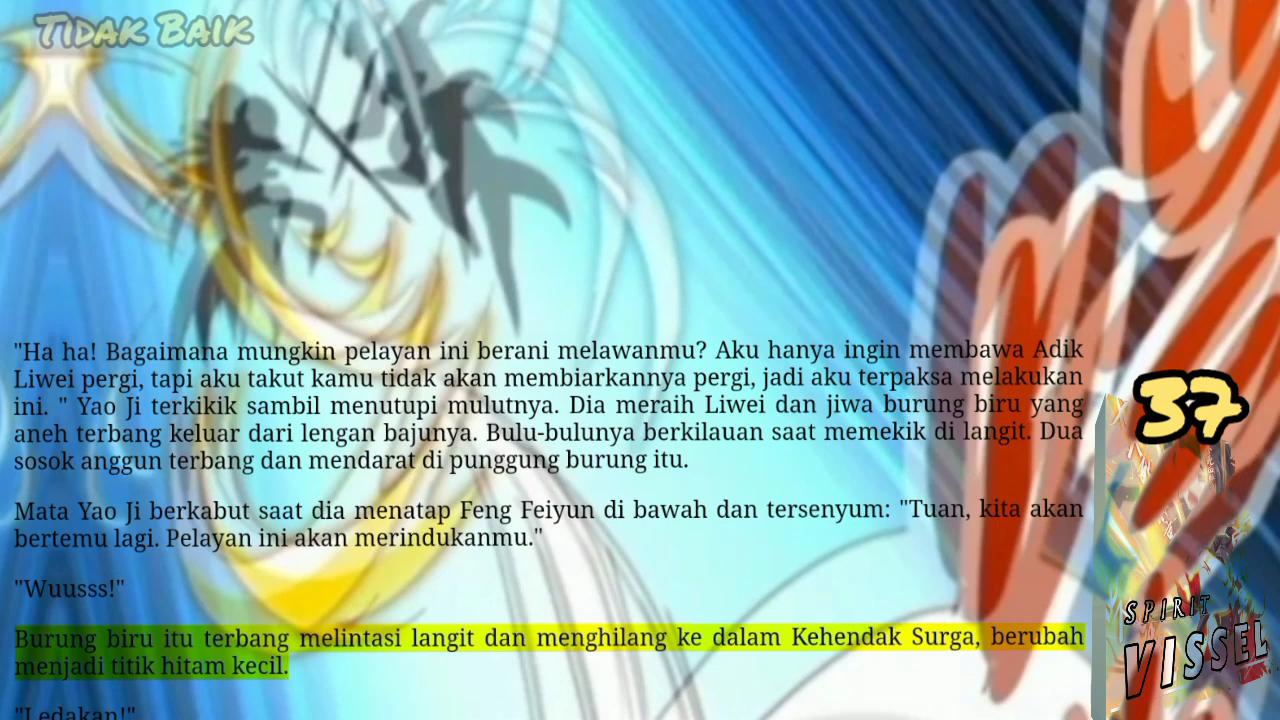 TIDAK BAIK
"Ha ha! Bagaimana mungkin pelayan ini berani melawanmu? Aku hanya ingin membawa Adik
Liwei pergi, tapi aku takut kamu tidak akan membiarkannya pergi, jadi aku terpaksa melakukan
ini. " Yao Ji terkikik sambil menutupi mulutnya. Dia meraih Liwei dan jiwa burung biru yang
aneh terbang keluar dari lengan bajunya. Bulu-bulunya berkilauan saat memekik di langit. Dua
sosok anggun terbang dan mendarat di punggung burung itu.
Mata Yao Ji berkabut saat dia menatap Feng Feiyun di bawah dan tersenyum: "Tuan, kita akan
bertemu lagi. Pelayan ini akan merindukanmu."
"Wuusss!"
Burung biru itu terbang melintasi langit dan menghilang ke dalam Kehendak Surga, berubah
menjadi titik hitam kecil.
"Ledakan!"
37
SPIRIT
VISSEL